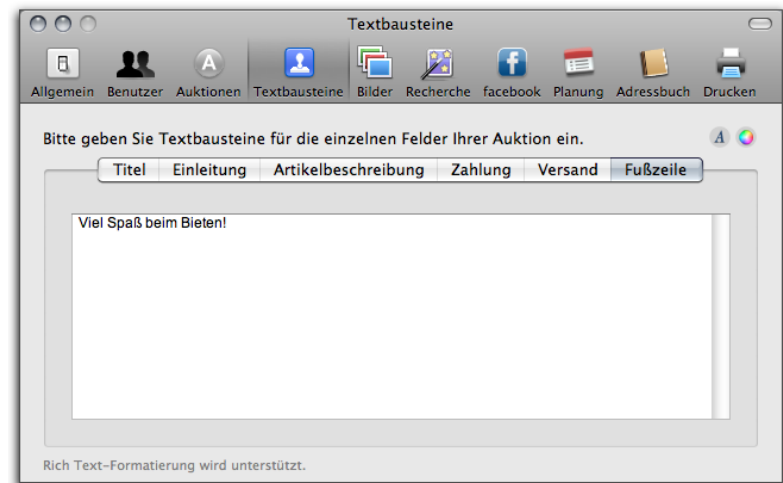 Textbausteine
Allgemein Benutzer Auktionen Textbausteine Bilder Recherche facebook Planung Adressbuch Drucken
Bitte geben Sie Textbausteine für die einzelnen Felder Ihrer Auktion ein.
Titel Einleitung Artikelbeschreibung Zahlung Versand Fußzeile
Viel Spaß beim Bieten!
Rich Text-Formatierung wird unterstützt.